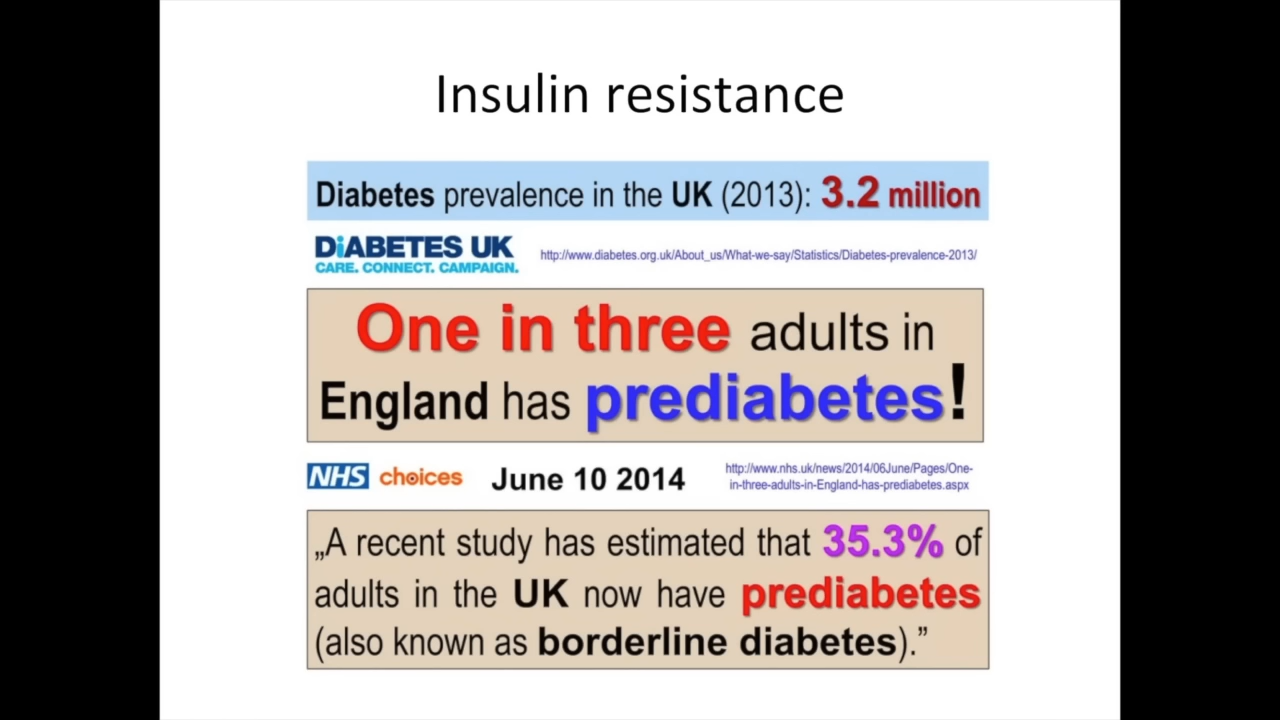 Insulin resistance
Diabetes prevalence in the UK (2013): 3.2 million
DiABETES UK
CARE. CONNECT. CAMPAIGN.
http://www.diabetes.org.uk/About_us/What-we-say/Statistics/Diabetes-prevalence-2013/
One in three adults in
England has prediabetes!
NHS choices June 10 2014
http://www.nhs.uk/news/2014/06June/Pages/One-
in-three-adults-in-England-has-prediabetes.aspx
„A recent study has estimated that 35.3% of
adults in the UK now have prediabetes
(also known as borderline diabetes).”